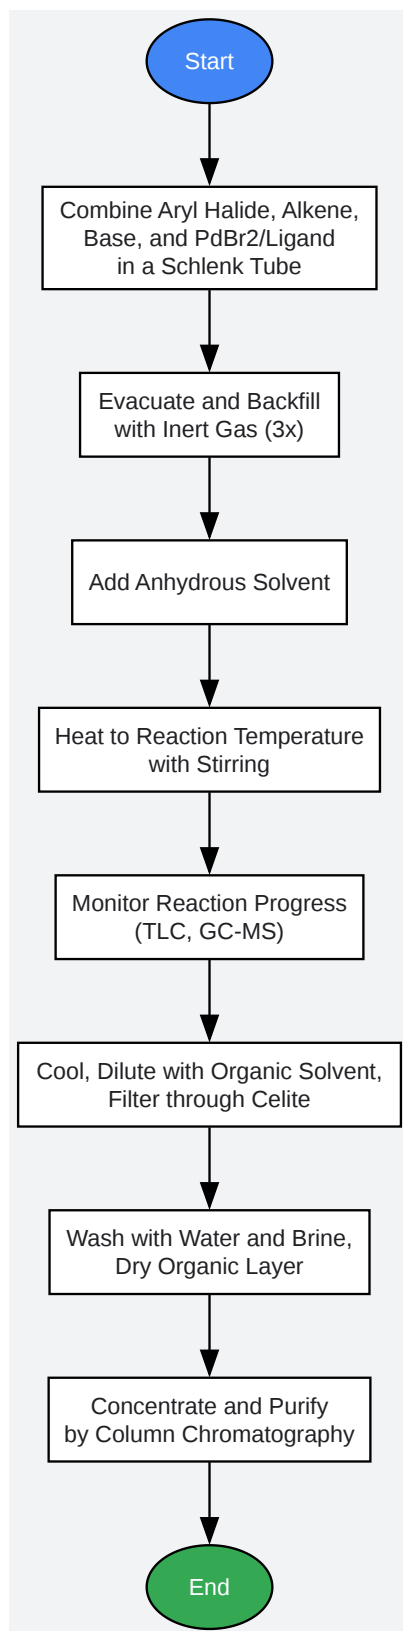 Start
Combine Aryl Halide, Alkene,
Base, and PdBr2/Ligand
in a Schlenk Tube
Evacuate and Backfill
with Inert Gas (3x)
Add Anhydrous Solvent
Heat to Reaction Temperature
with Stirring
Monitor Reaction Progress
(TLC, GC-MS)
Cool, Dilute with Organic Solvent,
Filter through Celite
Wash with Water and Brine,
Dry Organic Layer
Concentrate and Purify
by Column Chromatography
End